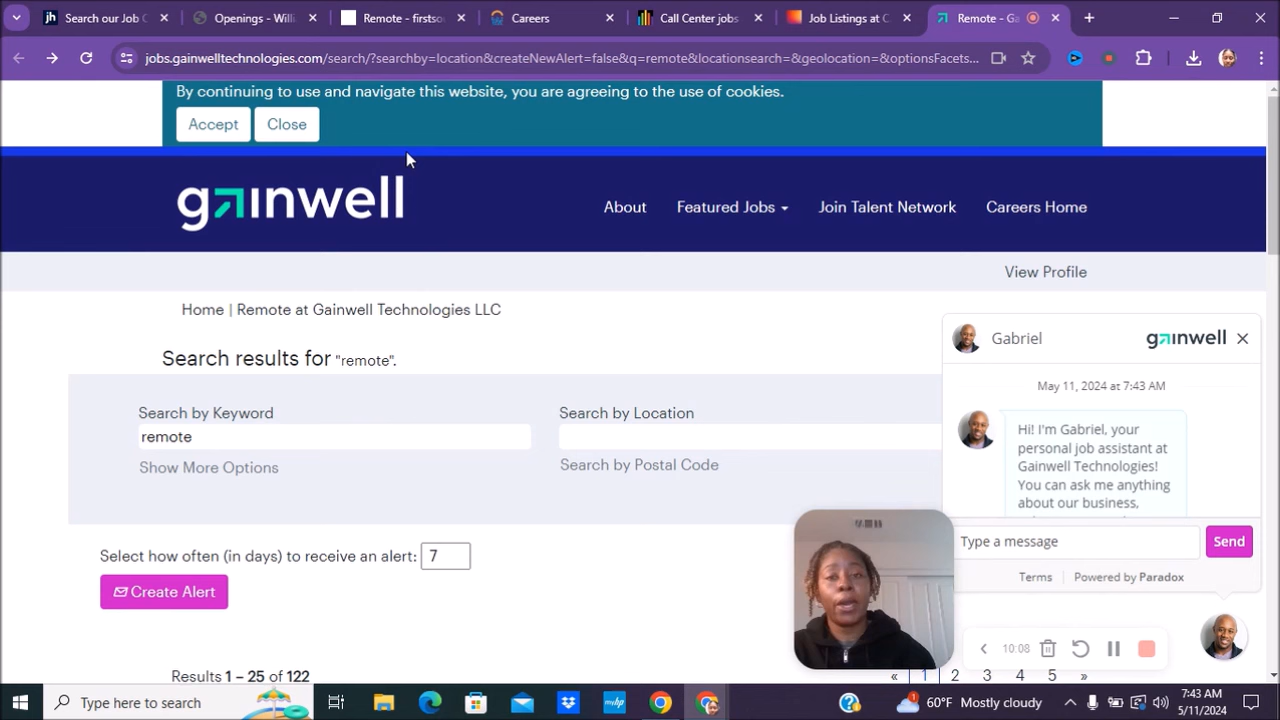 Search our Job C
Openings - Willi
Remote - firstso
Careers
Call Center jobs
Job Listings at C
Remote - Ga
jobs.gainwelltechnologies.com/search/?searchby=location&createNewAlert=false&q=remote&locationsearch=&geolocation=&optionsFacets...
By continuing to use and navigate this website, you are agreeing to the use of cookies.
Accept Close
gainwell
About Featured Jobs Join Talent Network Careers Home
View Profile
Home | Remote at Gainwell Technologies LLC
Search results for "remote".
Search by Keyword
remote
Show More Options
Search by Location
Search by Postal Code
Select how often (in days) to receive an alert: 7
Create Alert
Results 1 – 25 of 122
« 1 2 3 4 5 »
Gabriel gainwell
May 11, 2024 at 7:43 AM
Hi! I'm Gabriel, your
personal job assistant at
Gainwell Technologies!
You can ask me anything
about our business,
Type a message Send
Terms Powered by Paradox
10:08
Type here to search
60°F Mostly cloudy
7:43 AM
5/11/2024